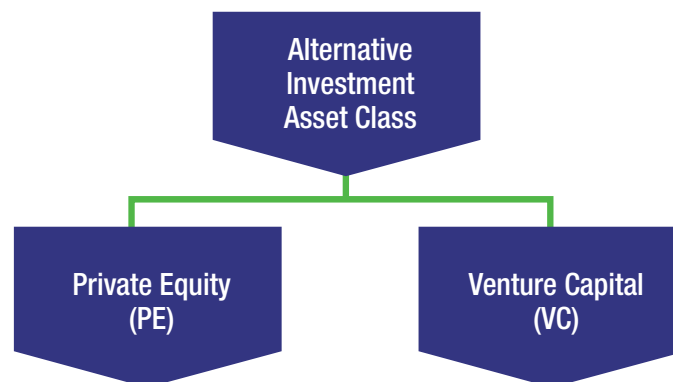 Alternative
Investment
Asset Class
Private Equity
(PE)
Venture Capital
(VC)